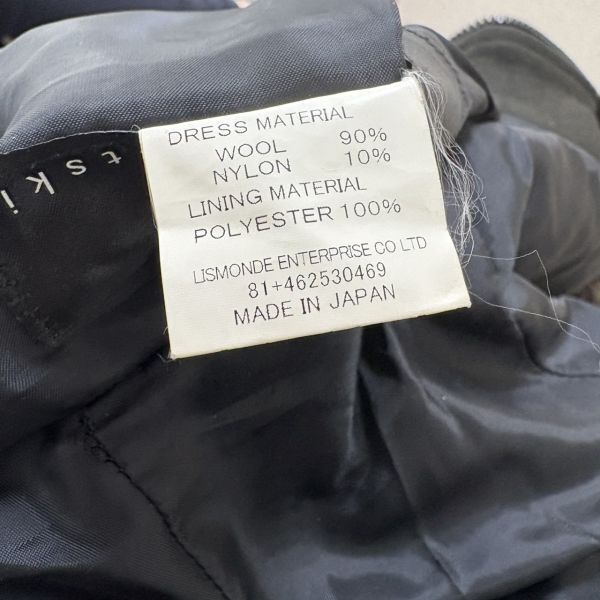 DRESS MATERIAL
WOOL 90%
NYLON 10%
LINING MATERIAL
POLYESTER 100%
LISMONDE ENTERPRISE CO LTD
81+462530469
MADE IN JAPAN
tski